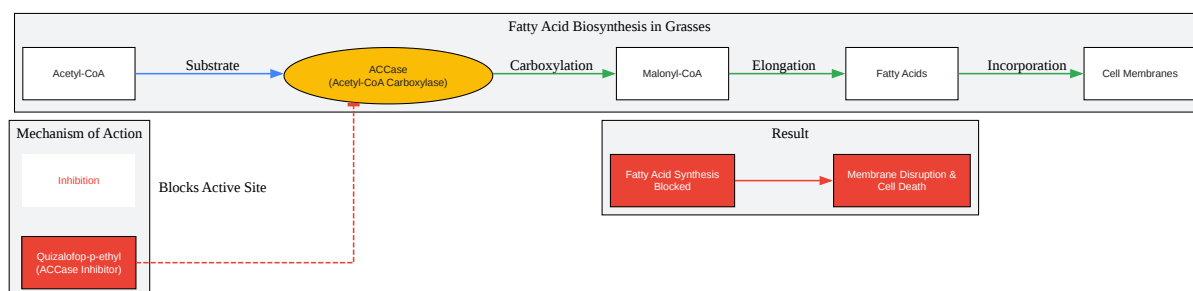 Fatty Acid Biosynthesis in Grasses
Acetyl-CoA
Substrate
ACCase
(Acetyl-CoA Carboxylase)
Carboxylation
Malonyl-CoA
Elongation
Fatty Acids
Incorporation
Cell Membranes
Mechanism of Action
Inhibition
Blocks Active Site
Quizalofop-p-ethyl
(ACCase Inhibitor)
Result
Fatty Acid Synthesis
Blocked
Membrane Disruption &
Cell Death